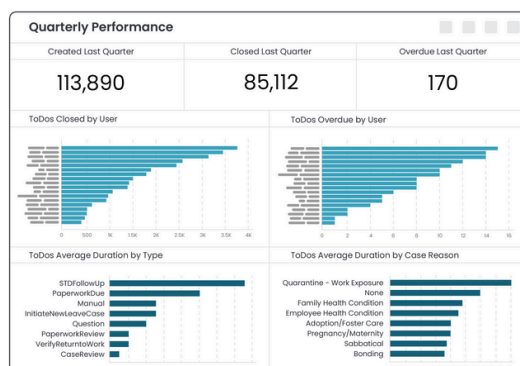 Quarterly Performance
Created Last Quarter Closed Last Quarter Overdue Last Quarter
113,890 85,112 170
ToDos Closed by User
0 500 1K 1.5K 2K 2.5K 3K 3.5K 4K
ToDos Overdue by User
0 2 4 6 8 10 12 14 16
ToDos Average Duration by Type
STDFollowUp
PaperworkDue
Manual
InitiateNewLeaveCase
Question
PaperworkReview
VerifyReturntoWork
CaseReview
ToDos Average Duration by Case Reason
Quarantine - Work Exposure
None
Family Health Condition
Employee Health Condition
Adoption/Foster Care
Pregnancy/Maternity
Sabbatical
Bonding